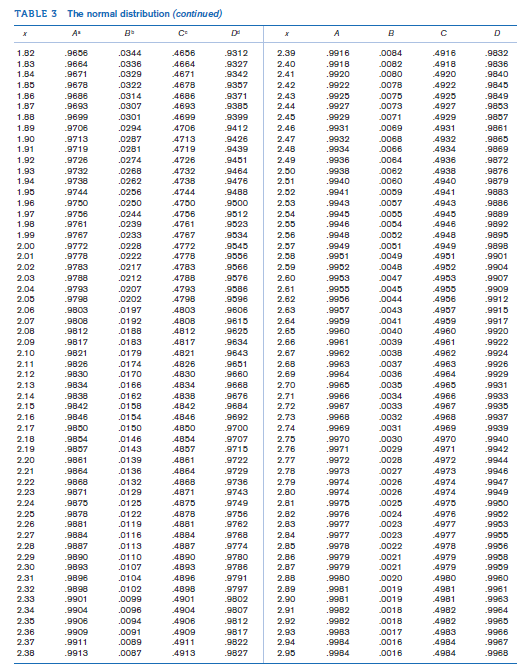 TABLE 3 The normal distribution (continued)
x Aᵃ Bᵇ Cᶜ Dᵈ x A B C D
1.82 .9656 .0344 .4656 .9312 2.39 .9916 .0084 .4916 .9832
1.83 .9664 .0336 .4664 .9327 2.40 .9918 .0082 .4918 .9836
1.84 .9671 .0329 .4671 .9342 2.41 .9920 .0080 .4920 .9840
1.85 .9678 .0322 .4678 .9357 2.42 .9922 .0078 .4922 .9845
1.86 .9686 .0314 .4686 .9371 2.43 .9925 .0075 .4925 .9849
1.87 .9693 .0307 .4693 .9385 2.44 .9927 .0073 .4927 .9853
1.88 .9699 .0301 .4699 .9399 2.45 .9929 .0071 .4929 .9857
1.89 .9706 .0294 .4706 .9412 2.46 .9931 .0069 .4931 .9861
1.90 .9713 .0287 .4713 .9426 2.47 .9932 .0068 .4932 .9865
1.91 .9719 .0281 .4719 .9439 2.48 .9934 .0066 .4934 .9869
1.92 .9726 .0274 .4726 .9451 2.49 .9936 .0064 .4936 .9872
1.93 .9732 .0268 .4732 .9464 2.50 .9938 .0062 .4938 .9876
1.94 .9738 .0262 .4738 .9476 2.51 .9940 .0060 .4940 .9879
1.95 .9744 .0256 .4744 .9488 2.52 .9941 .0059 .4941 .9883
1.96 .9750 .0250 .4750 .9500 2.53 .9943 .0057 .4943 .9886
1.97 .9756 .0244 .4756 .9512 2.54 .9945 .0055 .4945 .9889
1.98 .9761 .0239 .4761 .9523 2.55 .9946 .0054 .4946 .9892
1.99 .9767 .0233 .4767 .9534 2.56 .9948 .0052 .4948 .9895
2.00 .9772 .0228 .4772 .9545 2.57 .9949 .0051 .4949 .9898
2.01 .9778 .0222 .4778 .9556 2.58 .9951 .0049 .4951 .9901
2.02 .9783 .0217 .4783 .9566 2.59 .9952 .0048 .4952 .9904
2.03 .9788 .0212 .4788 .9576 2.60 .9953 .0047 .4953 .9907
2.04 .9793 .0207 .4793 .9586 2.61 .9955 .0045 .4955 .9909
2.05 .9798 .0202 .4798 .9596 2.62 .9956 .0044 .4956 .9912
2.06 .9803 .0197 .4803 .9606 2.63 .9957 .0043 .4957 .9915
2.07 .9808 .0192 .4808 .9615 2.64 .9959 .0041 .4959 .9917
2.08 .9812 .0188 .4812 .9625 2.65 .9960 .0040 .4960 .9920
2.09 .9817 .0183 .4817 .9634 2.66 .9961 .0039 .4961 .9922
2.10 .9821 .0179 .4821 .9643 2.67 .9962 .0038 .4962 .9924
2.11 .9826 .0174 .4826 .9651 2.68 .9963 .0037 .4963 .9926
2.12 .9830 .0170 .4830 .9660 2.69 .9964 .0036 .4964 .9929
2.13 .9834 .0166 .4834 .9668 2.70 .9965 .0035 .4965 .9931
2.14 .9838 .0162 .4838 .9676 2.71 .9966 .0034 .4966 .9933
2.15 .9842 .0158 .4842 .9684 2.72 .9967 .0033 .4967 .9935
2.16 .9846 .0154 .4846 .9692 2.73 .9968 .0032 .4968 .9937
2.17 .9850 .0150 .4850 .9700 2.74 .9969 .0031 .4969 .9939
2.18 .9854 .0146 .4854 .9707 2.75 .9970 .0030 .4970 .9940
2.19 .9857 .0143 .4857 .9715 2.76 .9971 .0029 .4971 .9942
2.20 .9861 .0139 .4861 .9722 2.77 .9972 .0028 .4972 .9944
2.21 .9864 .0136 .4864 .9729 2.78 .9973 .0027 .4973 .9946
2.22 .9868 .0132 .4868 .9736 2.79 .9974 .0026 .4974 .9947
2.23 .9871 .0129 .4871 .9743 2.80 .9974 .0026 .4974 .9949
2.24 .9875 .0125 .4875 .9749 2.81 .9975 .0025 .4975 .9950
2.25 .9878 .0122 .4878 .9756 2.82 .9976 .0024 .4976 .9952
2.26 .9881 .0119 .4881 .9762 2.83 .9977 .0023 .4977 .9953
2.27 .9884 .0116 .4884 .9768 2.84 .9977 .0023 .4977 .9955
2.28 .9887 .0113 .4887 .9774 2.85 .9978 .0022 .4978 .9956
2.29 .9890 .0110 .4890 .9780 2.86 .9979 .0021 .4979 .9958
2.30 .9893 .0107 .4893 .9786 2.87 .9979 .0021 .4979 .9959
2.31 .9896 .0104 .4896 .9791 2.88 .9980 .0020 .4980 .9960
2.32 .9898 .0102 .4898 .9797 2.89 .9981 .0019 .4981 .9961
2.33 .9901 .0099 .4901 .9802 2.90 .9981 .0019 .4981 .9963
2.34 .9904 .0096 .4904 .9807 2.91 .9982 .0018 .4982 .9964
2.35 .9906 .0094 .4906 .9812 2.92 .9982 .0018 .4982 .9965
2.36 .9909 .0091 .4909 .9817 2.93 .9983 .0017 .4983 .9966
2.37 .9911 .0089 .4911 .9822 2.94 .9984 .0016 .4984 .9967
2.38 .9913 .0087 .4913 .9827 2.95 .9984 .0016 .4984 .9968